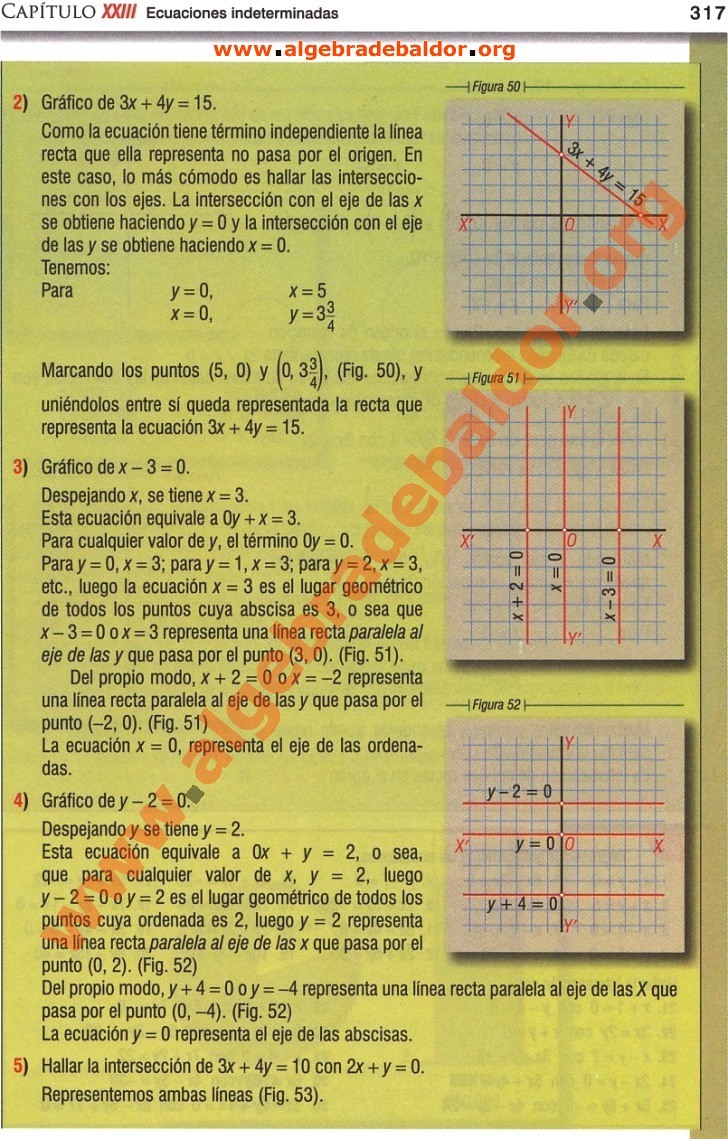 CAPÍTULO XXIII Ecuaciones indeterminadas 317
www.algebradebaldor.org
2) Gráfico de 3x + 4y = 15.
Como la ecuación tiene término independiente la línea
recta que ella representa no pasa por el origen. En
este caso, lo más cómodo es hallar las interseccio-
nes con los ejes. La intersección con el eje de las x
se obtiene haciendo y = 0 y la intersección con el eje
de las y se obtiene haciendo x = 0.
Tenemos:
Para y = 0, x = 5
x = 0, y = 3 3/4
Marcando los puntos (5, 0) y (0, 3 3/4), (Fig. 50), y
uniéndolos entre sí queda representada la recta que
representa la ecuación 3x + 4y = 15.
Figura 50
Y
3x + 4y = 15
X' O X
Y'
3) Gráfico de x – 3 = 0.
Despejando x, se tiene x = 3.
Esta ecuación equivale a 0y + x = 3.
Para cualquier valor de y, el término 0y = 0.
Para y = 0, x = 3; para y = 1, x = 3; para y = 2, x = 3,
etc., luego la ecuación x = 3 es el lugar geométrico
de todos los puntos cuya abscisa es 3, o sea que
x – 3 = 0 o x = 3 representa una línea recta paralela al
eje de las y que pasa por el punto (3, 0). (Fig. 51).
Del propio modo, x + 2 = 0 o x = –2 representa
una línea recta paralela al eje de las y que pasa por el
punto (–2, 0). (Fig. 51)
La ecuación x = 0, representa el eje de las ordena-
das.
Figura 51
Y
X' O X
x + 2 = 0
x = 0
x – 3 = 0
Y'
4) Gráfico de y – 2 = 0.
Despejando y se tiene y = 2.
Esta ecuación equivale a 0x + y = 2, o sea,
que para cualquier valor de x, y = 2, luego
y – 2 = 0 o y = 2 es el lugar geométrico de todos los
puntos cuya ordenada es 2, luego y = 2 representa
una línea recta paralela al eje de las x que pasa por el
punto (0, 2). (Fig. 52)
Del propio modo, y + 4 = 0 o y = –4 representa una línea recta paralela al eje de las X que
pasa por el punto (0, –4). (Fig. 52)
La ecuación y = 0 representa el eje de las abscisas.
Figura 52
Y
y – 2 = 0
X' y = 0 O X
y + 4 = 0
Y'
5) Hallar la intersección de 3x + 4y = 10 con 2x + y = 0.
Representemos ambas líneas (Fig. 53).
www.algebradebaldor.org